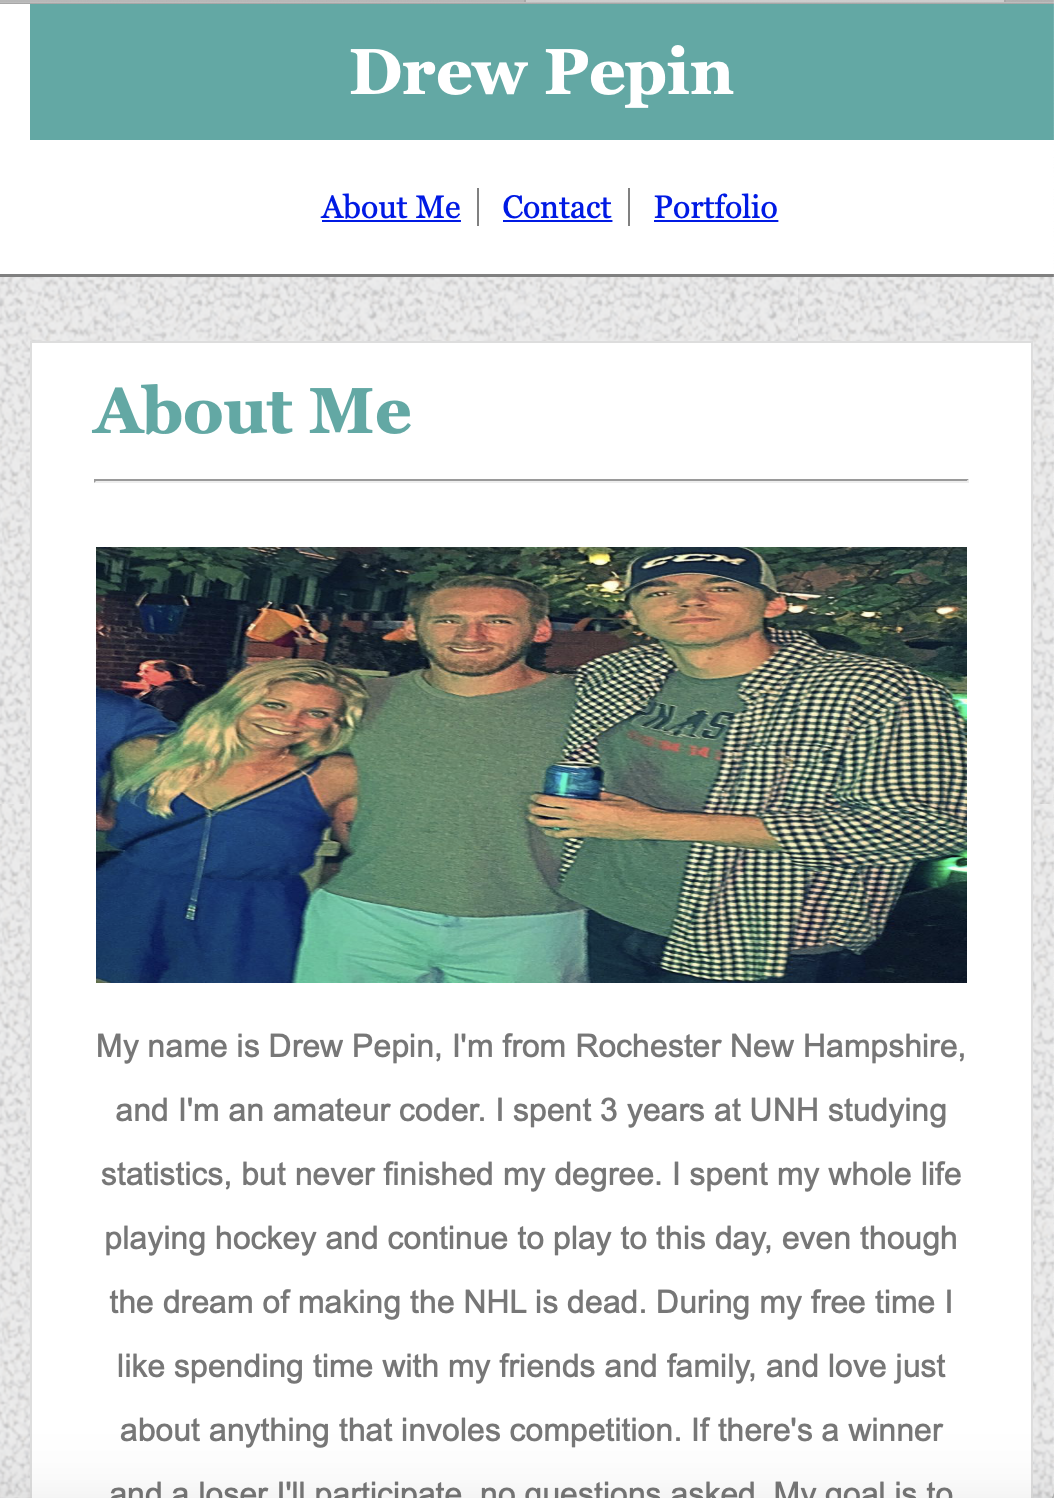 Drew Pepin
About Me
Contact
Portfolio
About Me
CCM
My name is Drew Pepin, I'm from Rochester New Hampshire,
and I'm an amateur coder. I spent 3 years at UNH studying
statistics, but never finished my degree. I spent my whole life
playing hockey and continue to play to this day, even though
the dream of making the NHL is dead. During my free time I
like spending time with my friends and family, and love just
about anything that involes competition. If there's a winner
and a loser I'll participate, no questions asked. My goal is to